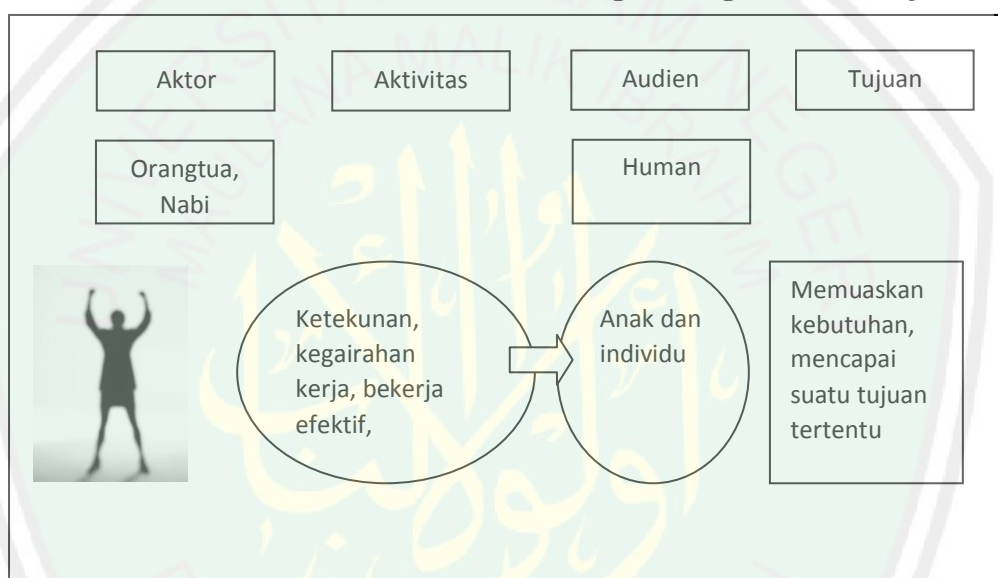 Aktor
Aktivitas
Audien
Tujuan
Orangtua,
Nabi
Human
Ketekunan,
kegairahan
kerja, bekerja
efektif,
Anak dan
individu
Memuaskan
kebutuhan,
mencapai
suatu tujuan
tertentu